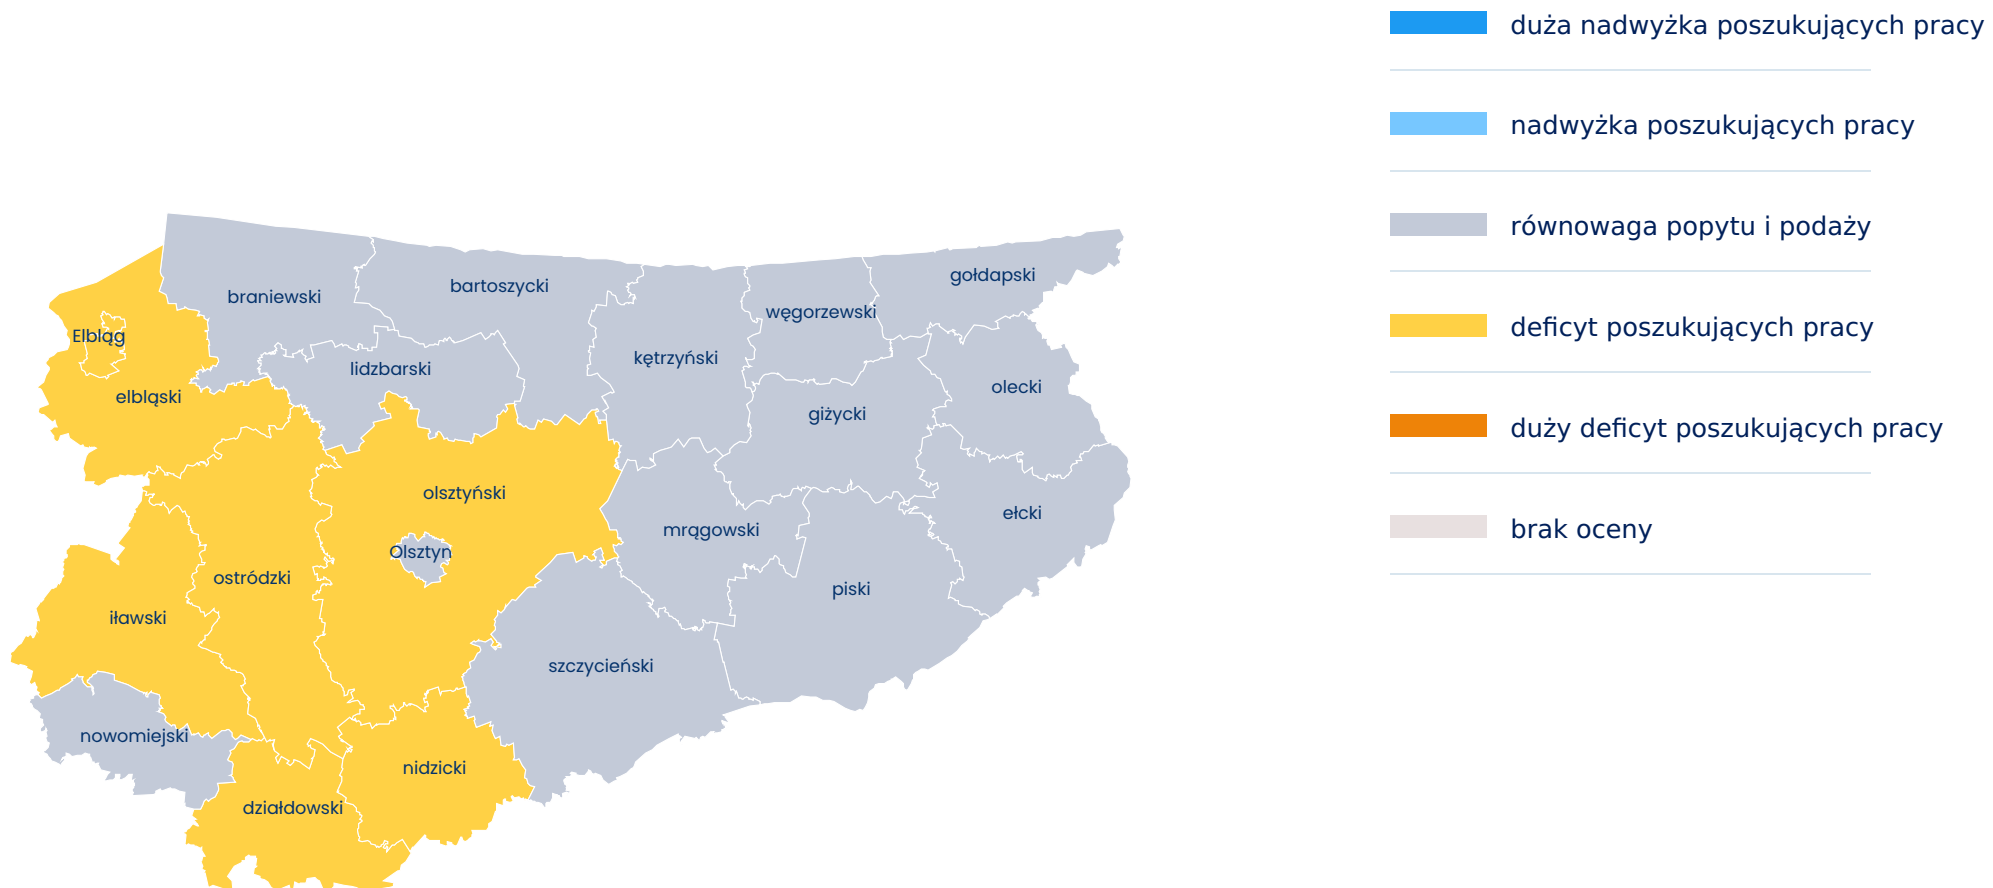 duża nadwyżka poszukujących pracy
nadwyżka poszukujących pracy
równowaga popytu i podaży
deficyt poszukujących pracy
duży deficyt poszukujących pracy
brak oceny
gołdapski
bartoszycki
braniewski
węgorzewski
Elbląg
kętrzyński
lidzbarski
olecki
elbląski
giżycki
olsztyński
ełcki
mrągowski
Olsztyn
ostródzki
piski
iławski
szczycieński
nowomiejski
nidzicki
działdowski